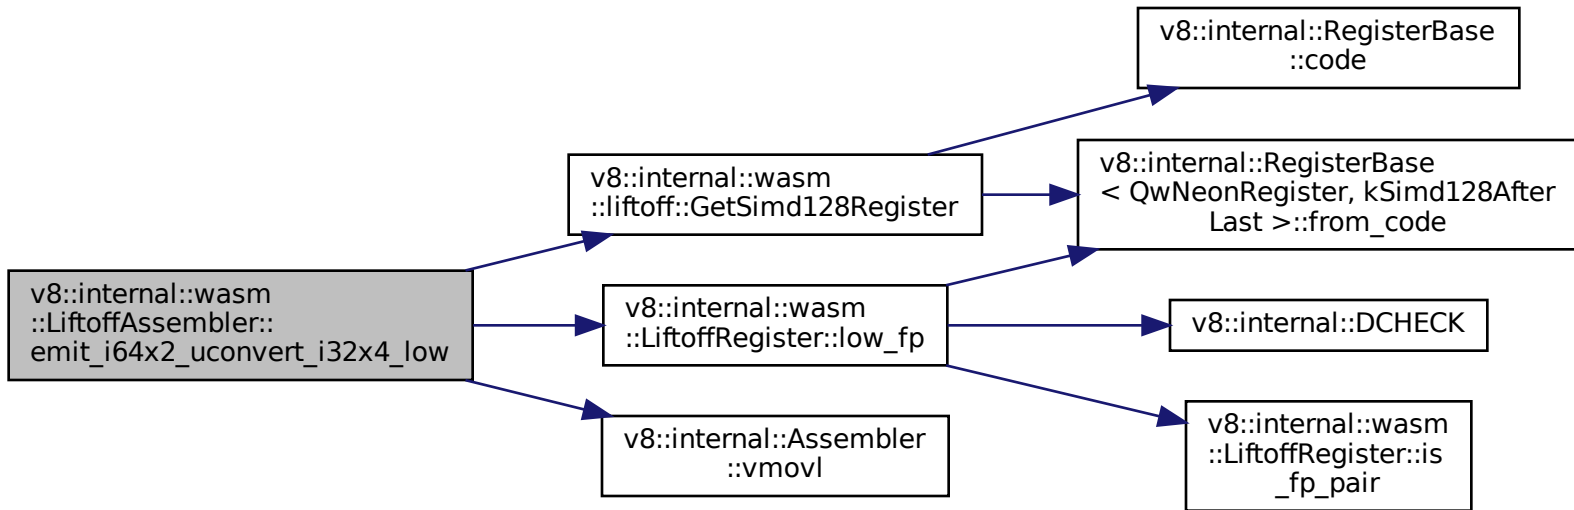 v8::internal::RegisterBase
::code
v8::internal::wasm
::liftoff::GetSimd128Register
v8::internal::RegisterBase
< QwNeonRegister, kSimd128After
Last >::from_code
v8::internal::wasm
::LiftoffAssembler::
emit_i64x2_uconvert_i32x4_low
v8::internal::wasm
::LiftoffRegister::low_fp
v8::internal::DCHECK
v8::internal::Assembler
::vmovl
v8::internal::wasm
::LiftoffRegister::is
_fp_pair